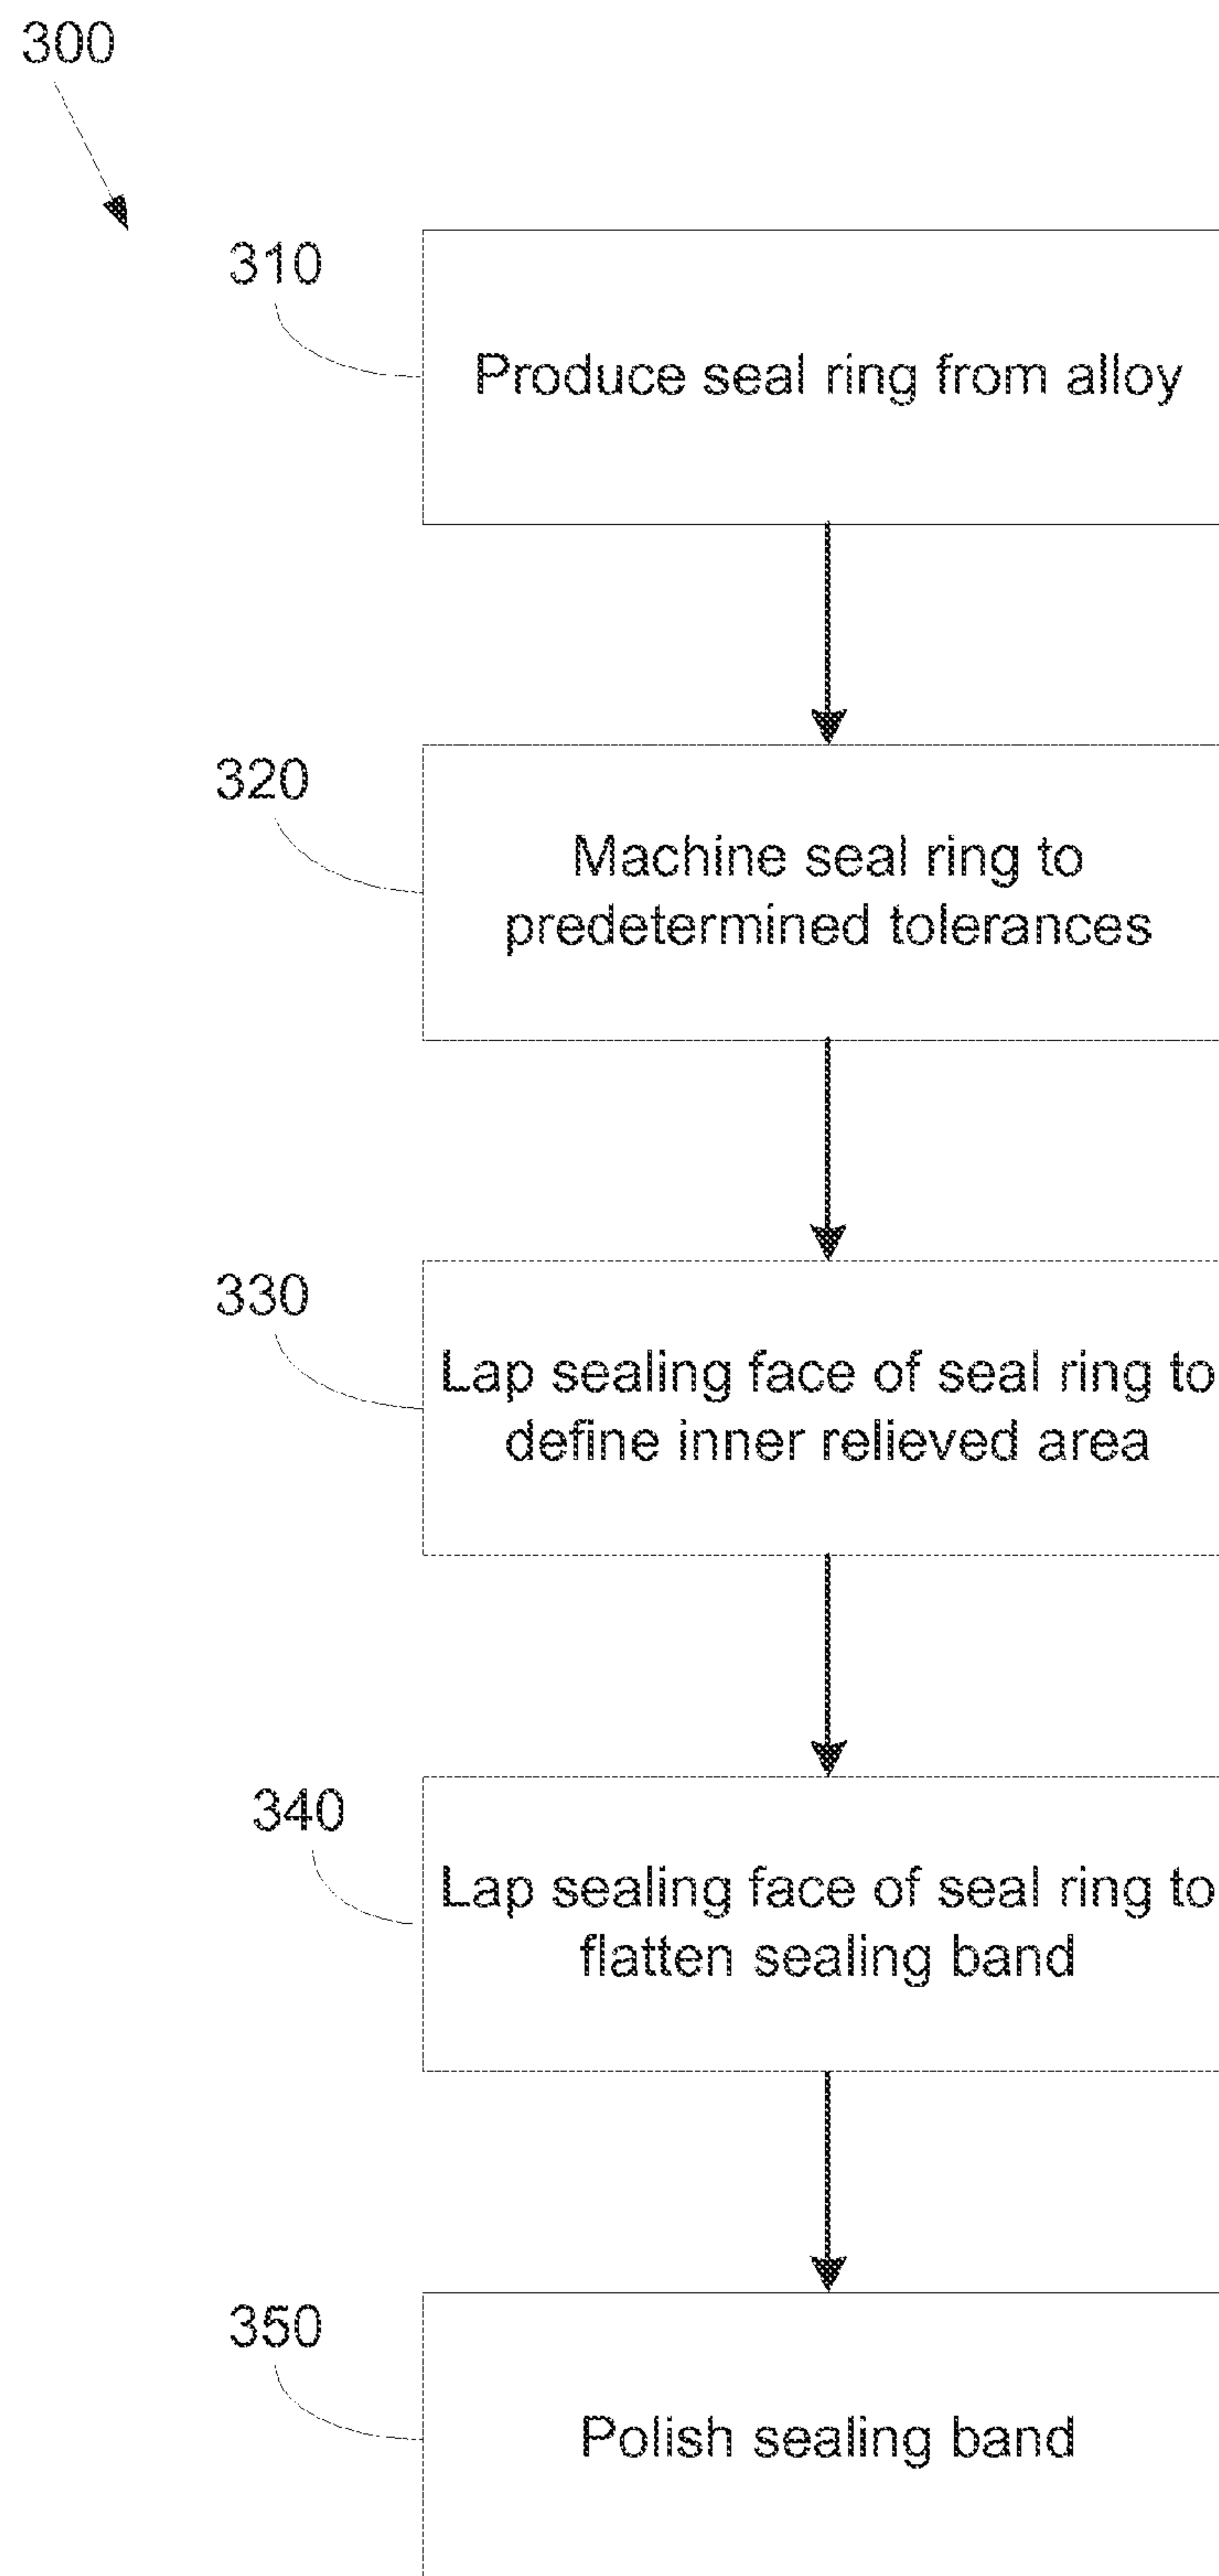 300
310
Produce seal ring from alloy
320
Machine seal ring to
predetermined tolerances
330
Lap sealing face of seal ring to
define inner relieved area
340
Lap sealing face of seal ring to
flatten sealing band
350
Polish sealing band